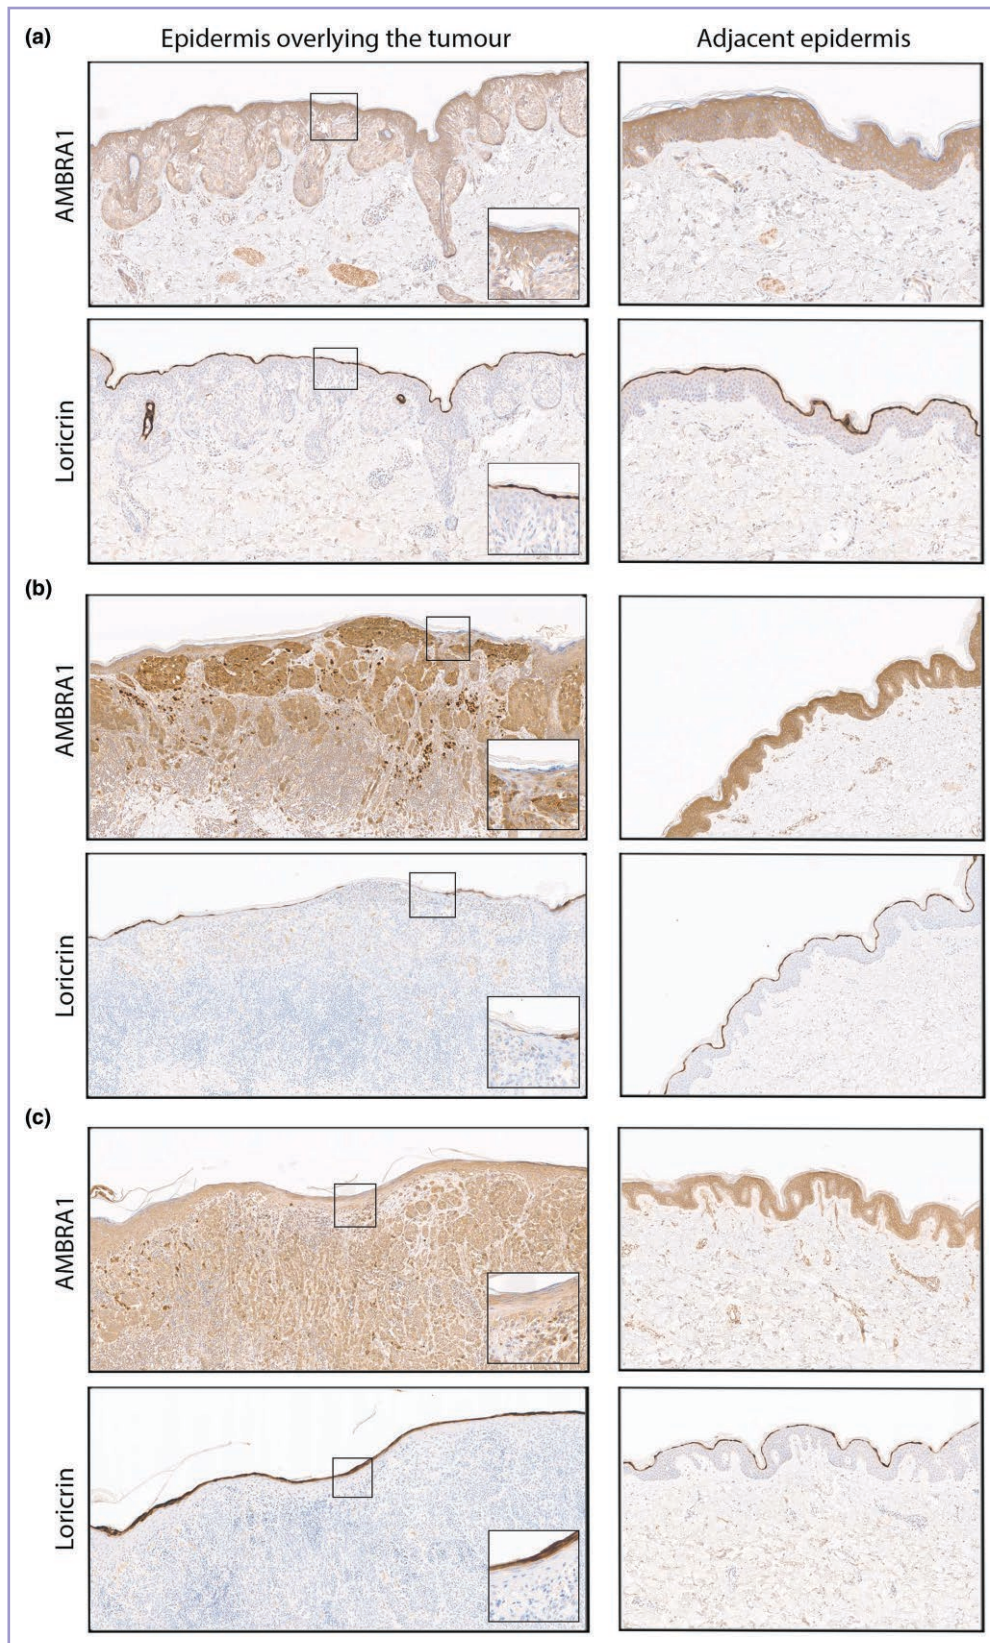 (a)
Epidermis overlying the tumour
Adjacent epidermis
AMBRA1
Loricrin
(b)
AMBRA1
Loricrin
(c)
AMBRA1
Loricrin